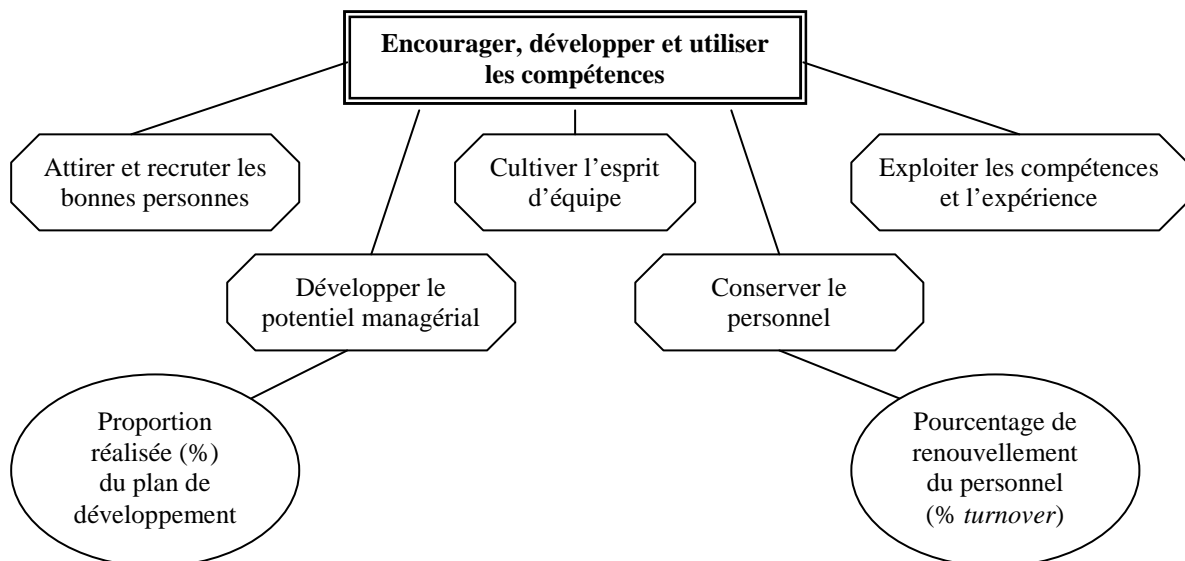 Encourager, développer et utiliser
les compétences
Attirer et recruter les
bonnes personnes
Cultiver l’esprit
d’équipe
Exploiter les compétences
et l’expérience
Développer le
potentiel managérial
Conserver le
personnel
Proportion
réalisée (%)
du plan de
développement
Pourcentage de
renouvellement
du personnel
(% turnover)